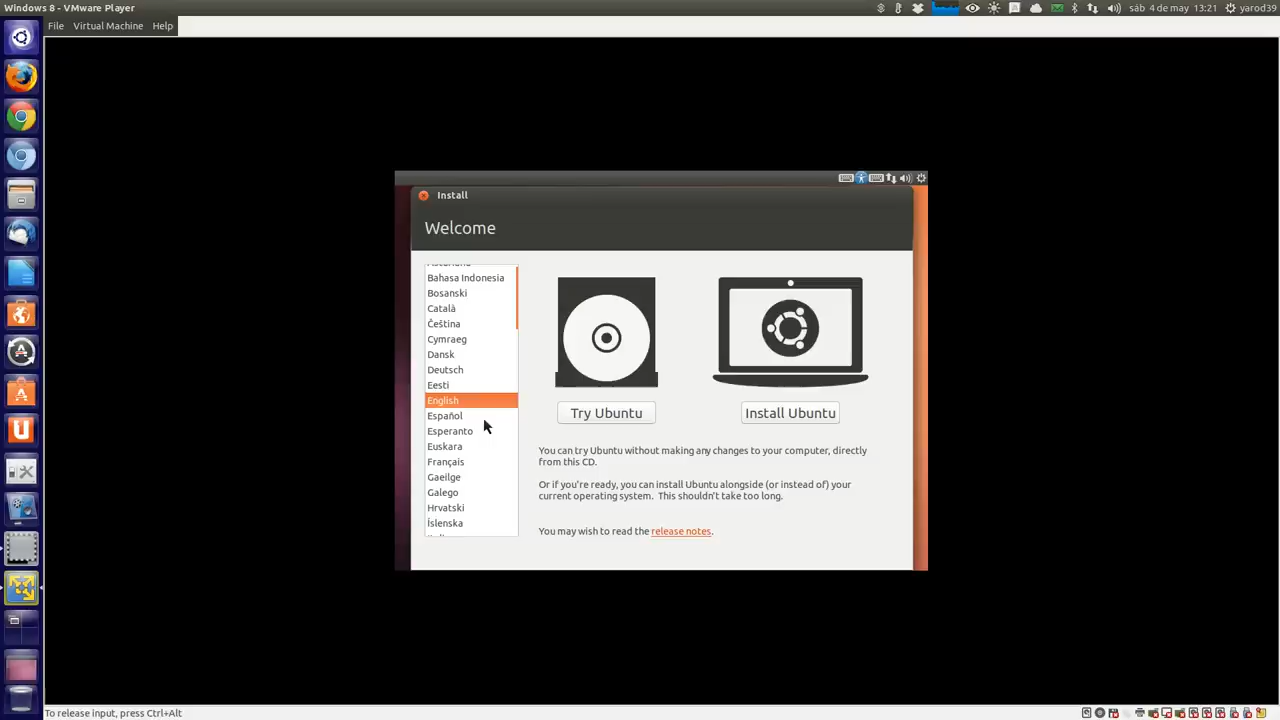 Windows 8 - VMware Player
sáb 4 de may 13:21
yarod39
File Virtual Machine Help
Install
Welcome
Bahasa Indonesia
Bosanski
Català
Čeština
Cymraeg
Dansk
Deutsch
Eesti
English
Español
Esperanto
Euskara
Français
Gaeilge
Galego
Hrvatski
Íslenska
Try Ubuntu
Install Ubuntu
You can try Ubuntu without making any changes to your computer, directly
from this CD.
Or if you're ready, you can install Ubuntu alongside (or instead of) your
current operating system. This shouldn't take too long.
You may wish to read the release notes.
To release input, press Ctrl+Alt